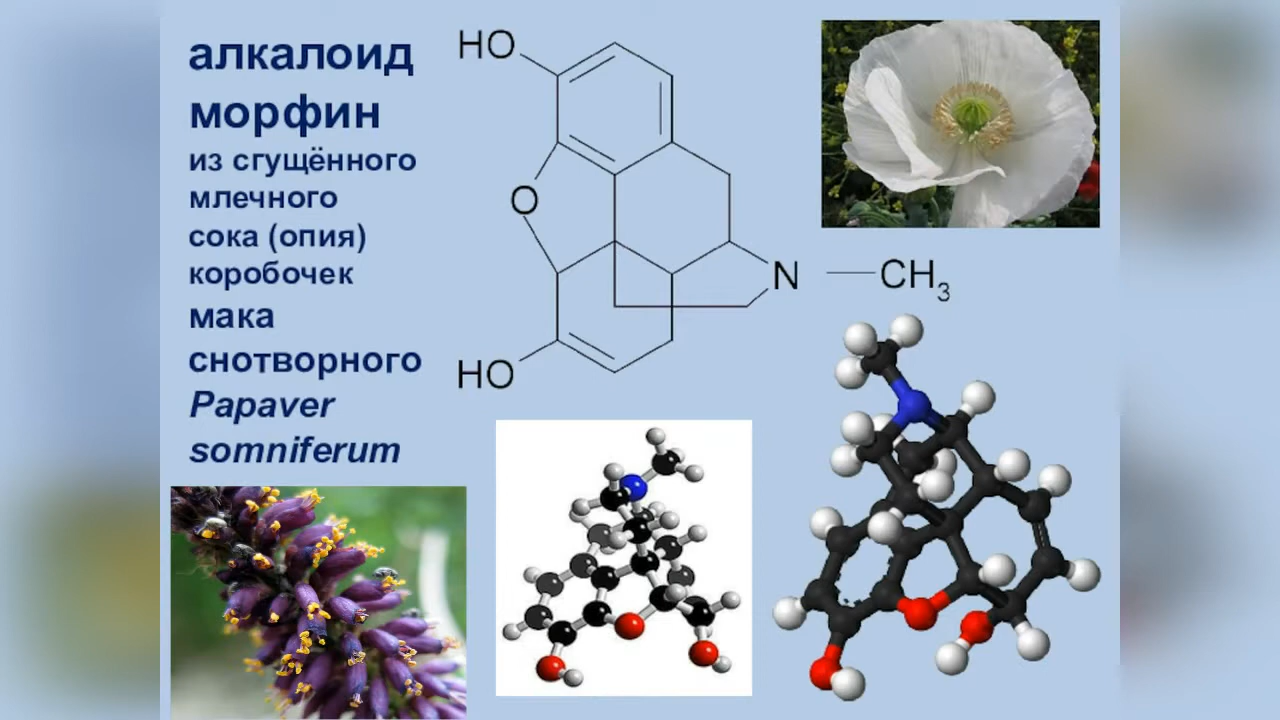 алкалоид
морфин
из сгущённого
млечного
сока (опия)
коробочек
мака
снотворного
Papaver
somniferum
HO
O
N
CH3
HO